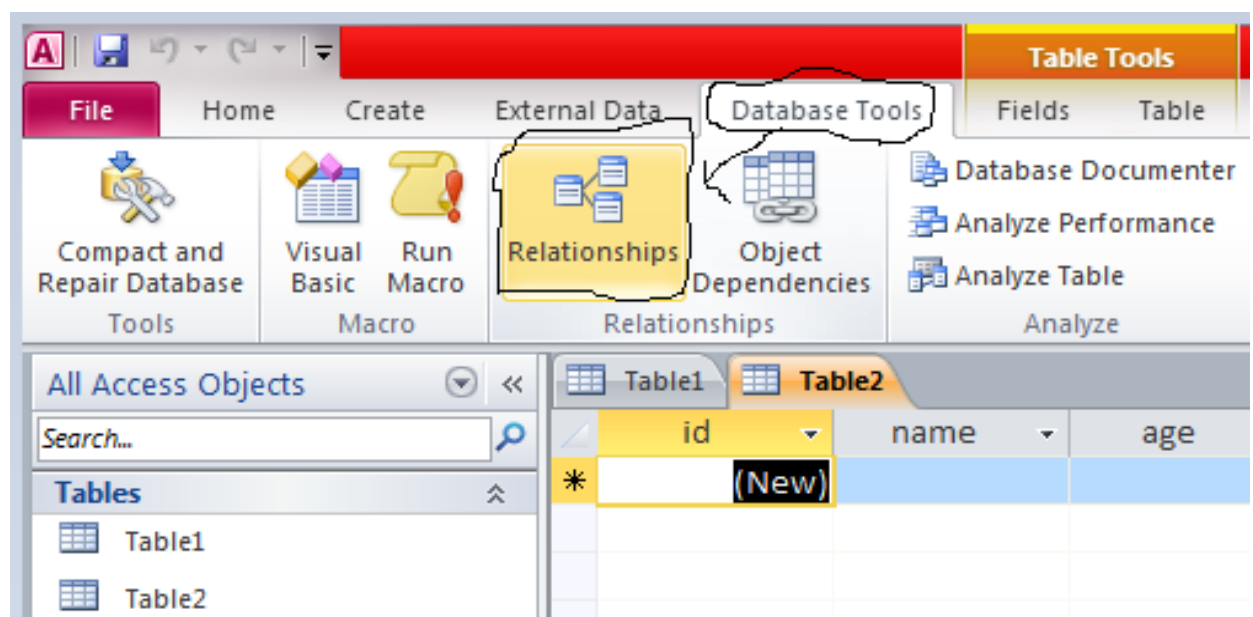 A
Table Tools
File Home Create External Data Database Tools Fields Table
Compact and Repair Database
Visual Basic
Run Macro
Relationships
Object Dependencies
Database Documenter
Analyze Performance
Analyze Table
Tools Macro Relationships Analyze
All Access Objects «
Search...
Tables
Table1
Table2
Table1 Table2
id name age
* (New)